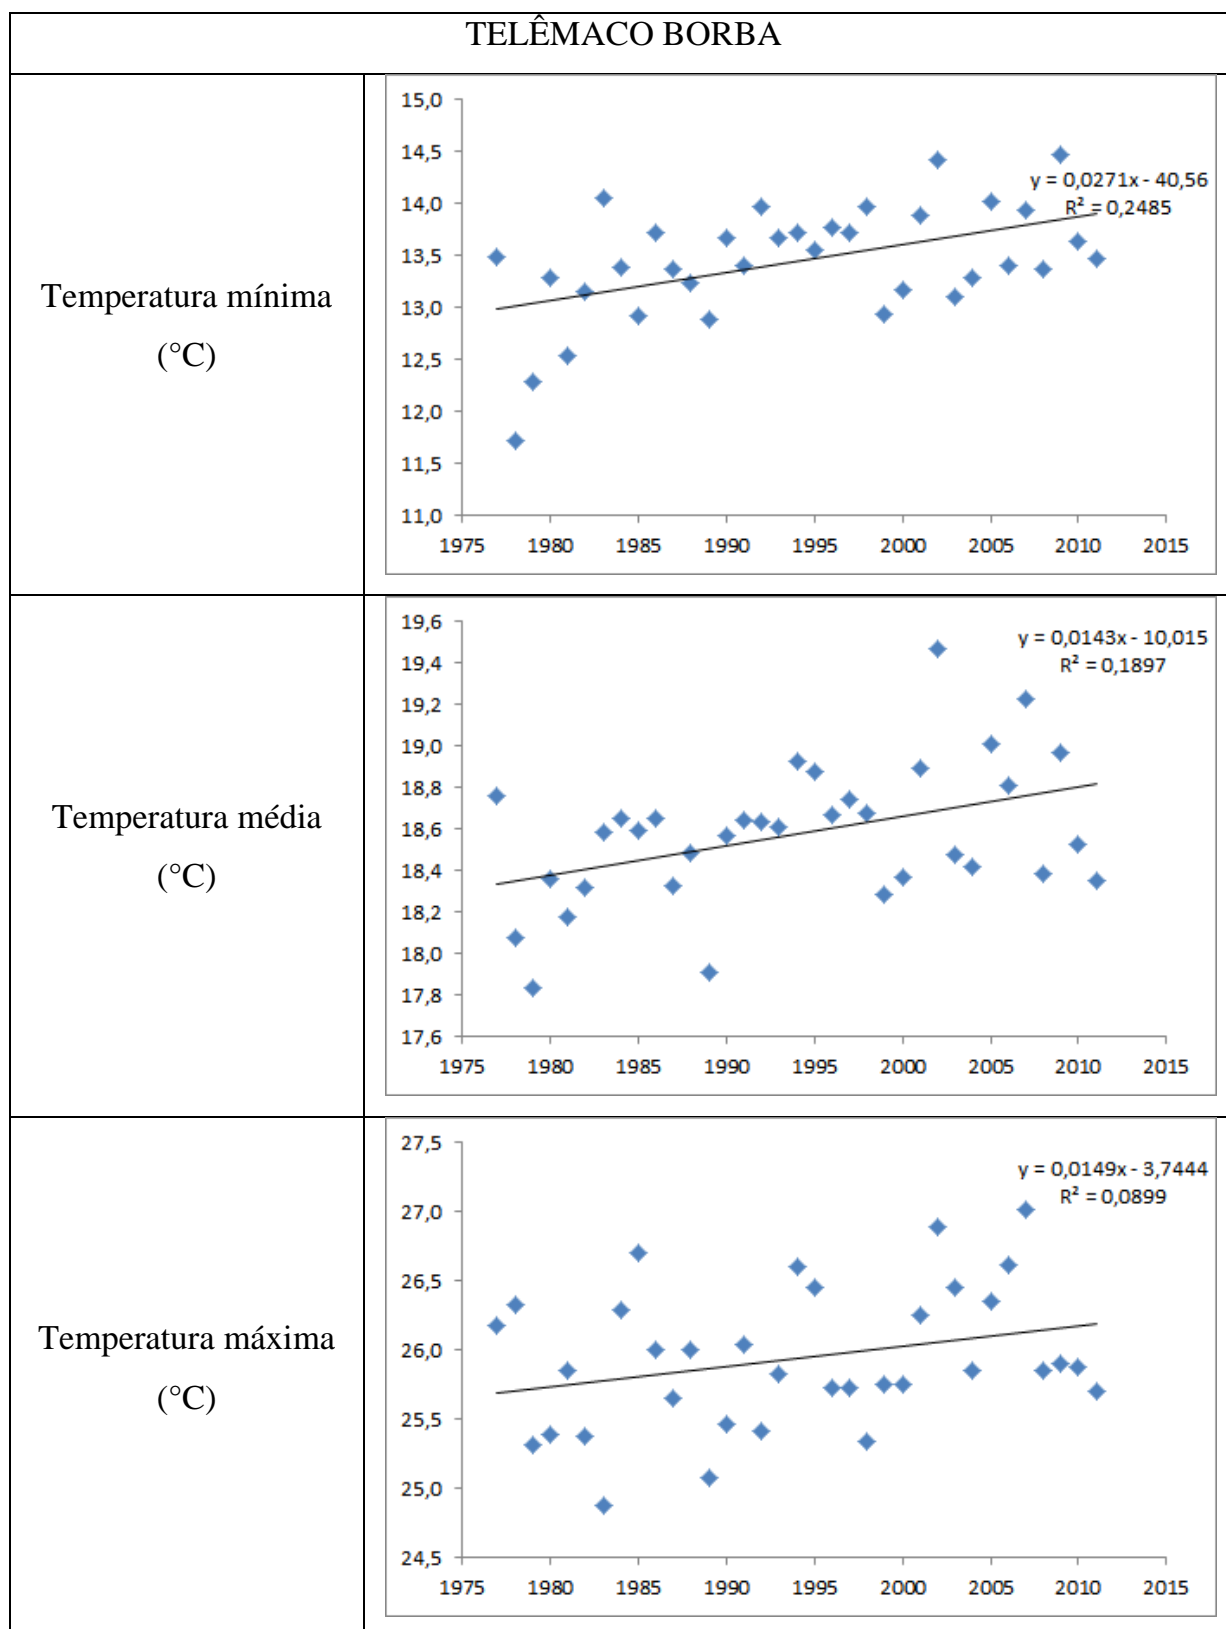 TELÊMACO BORBA
Temperatura mínima
(°C)
15,0
14,5
14,0
13,5
13,0
12,5
12,0
11,5
11,0
y = 0,0271x - 40,56
R² = 0,2485
1975 1980 1985 1990 1995 2000 2005 2010 2015
Temperatura média
(°C)
19,6
19,4
19,2
19,0
18,8
18,6
18,4
18,2
18,0
17,8
17,6
y = 0,0143x - 10,015
R² = 0,1897
1975 1980 1985 1990 1995 2000 2005 2010 2015
Temperatura máxima
(°C)
27,5
27,0
26,5
26,0
25,5
25,0
24,5
y = 0,0149x - 3,7444
R² = 0,0899
1975 1980 1985 1990 1995 2000 2005 2010 2015